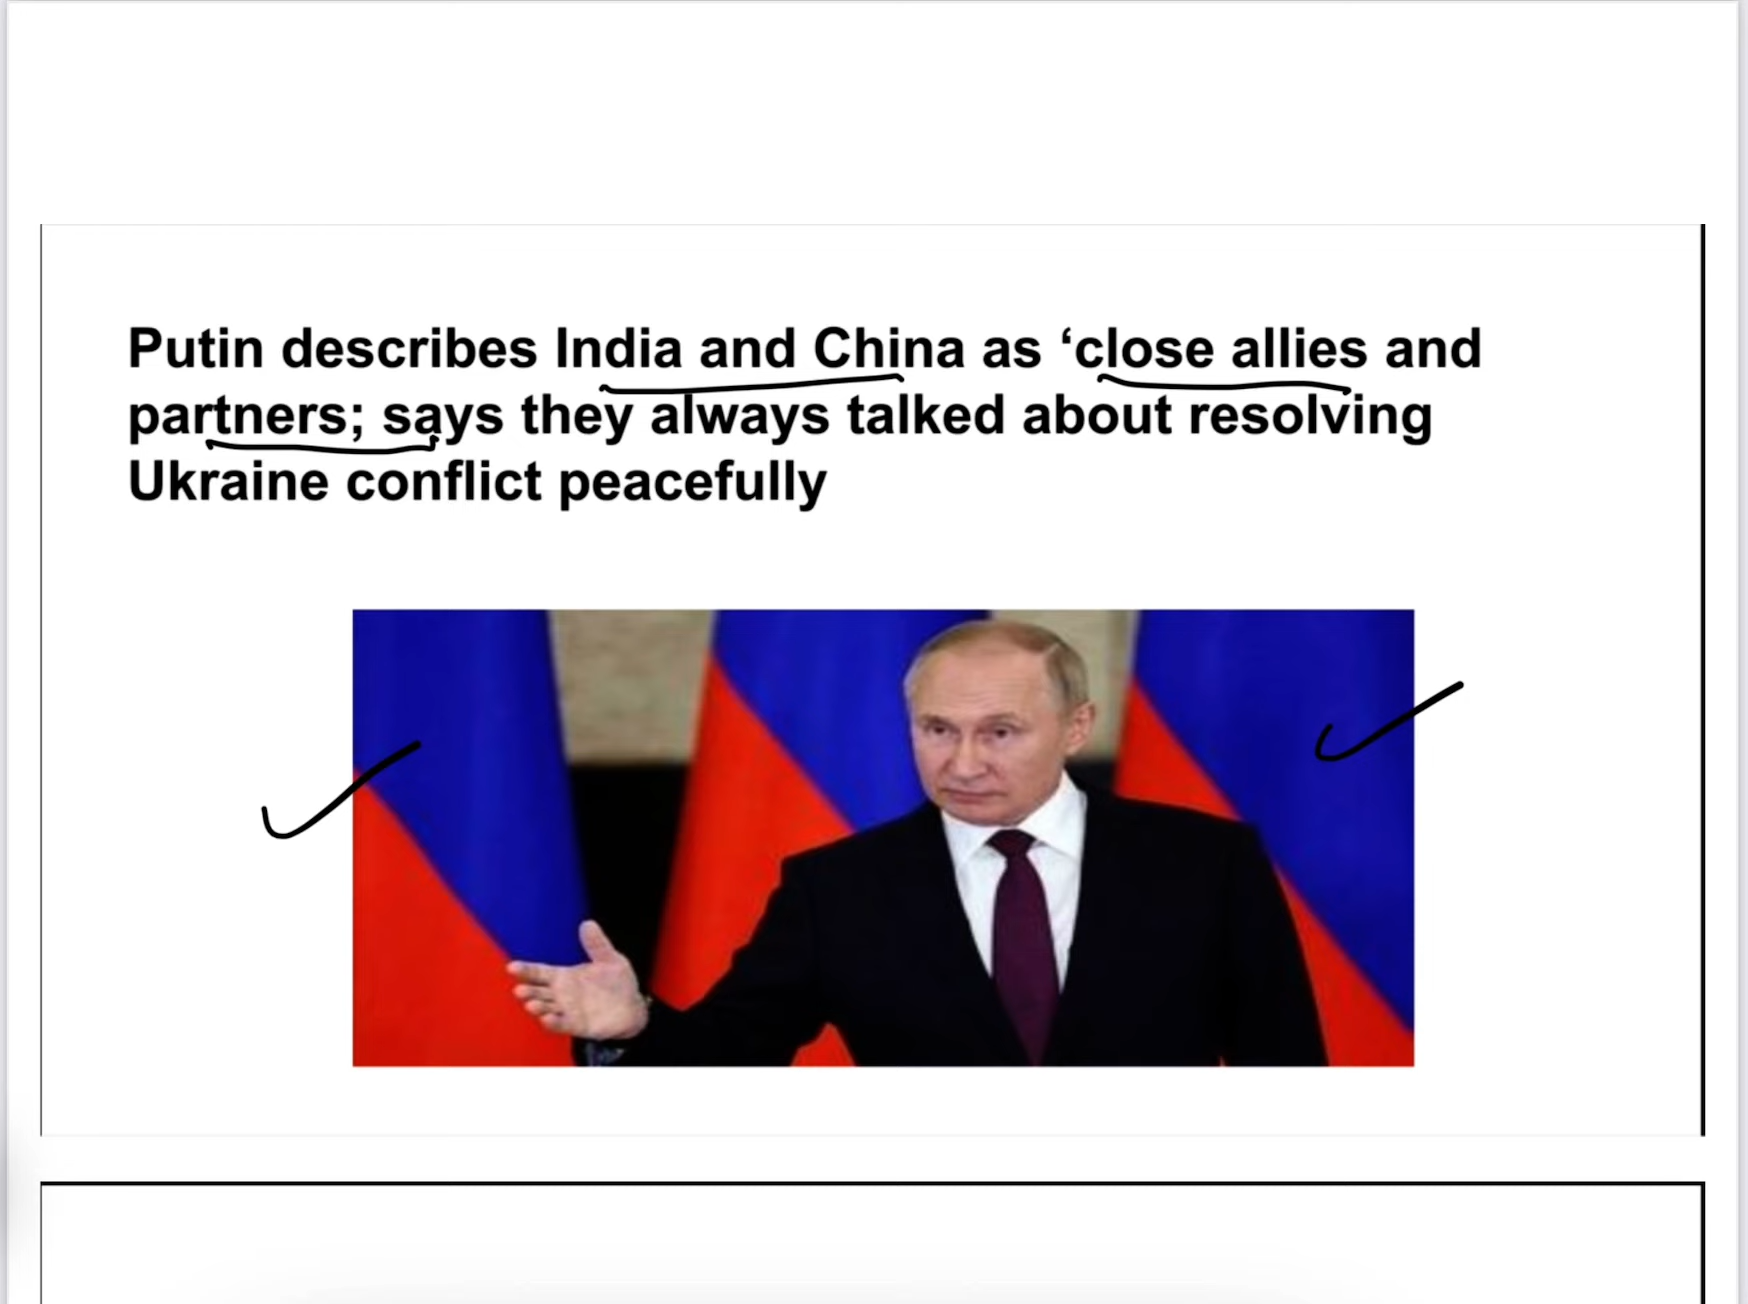 Putin describes India and China as ‘close allies and
partners; says they always talked about resolving
Ukraine conflict peacefully